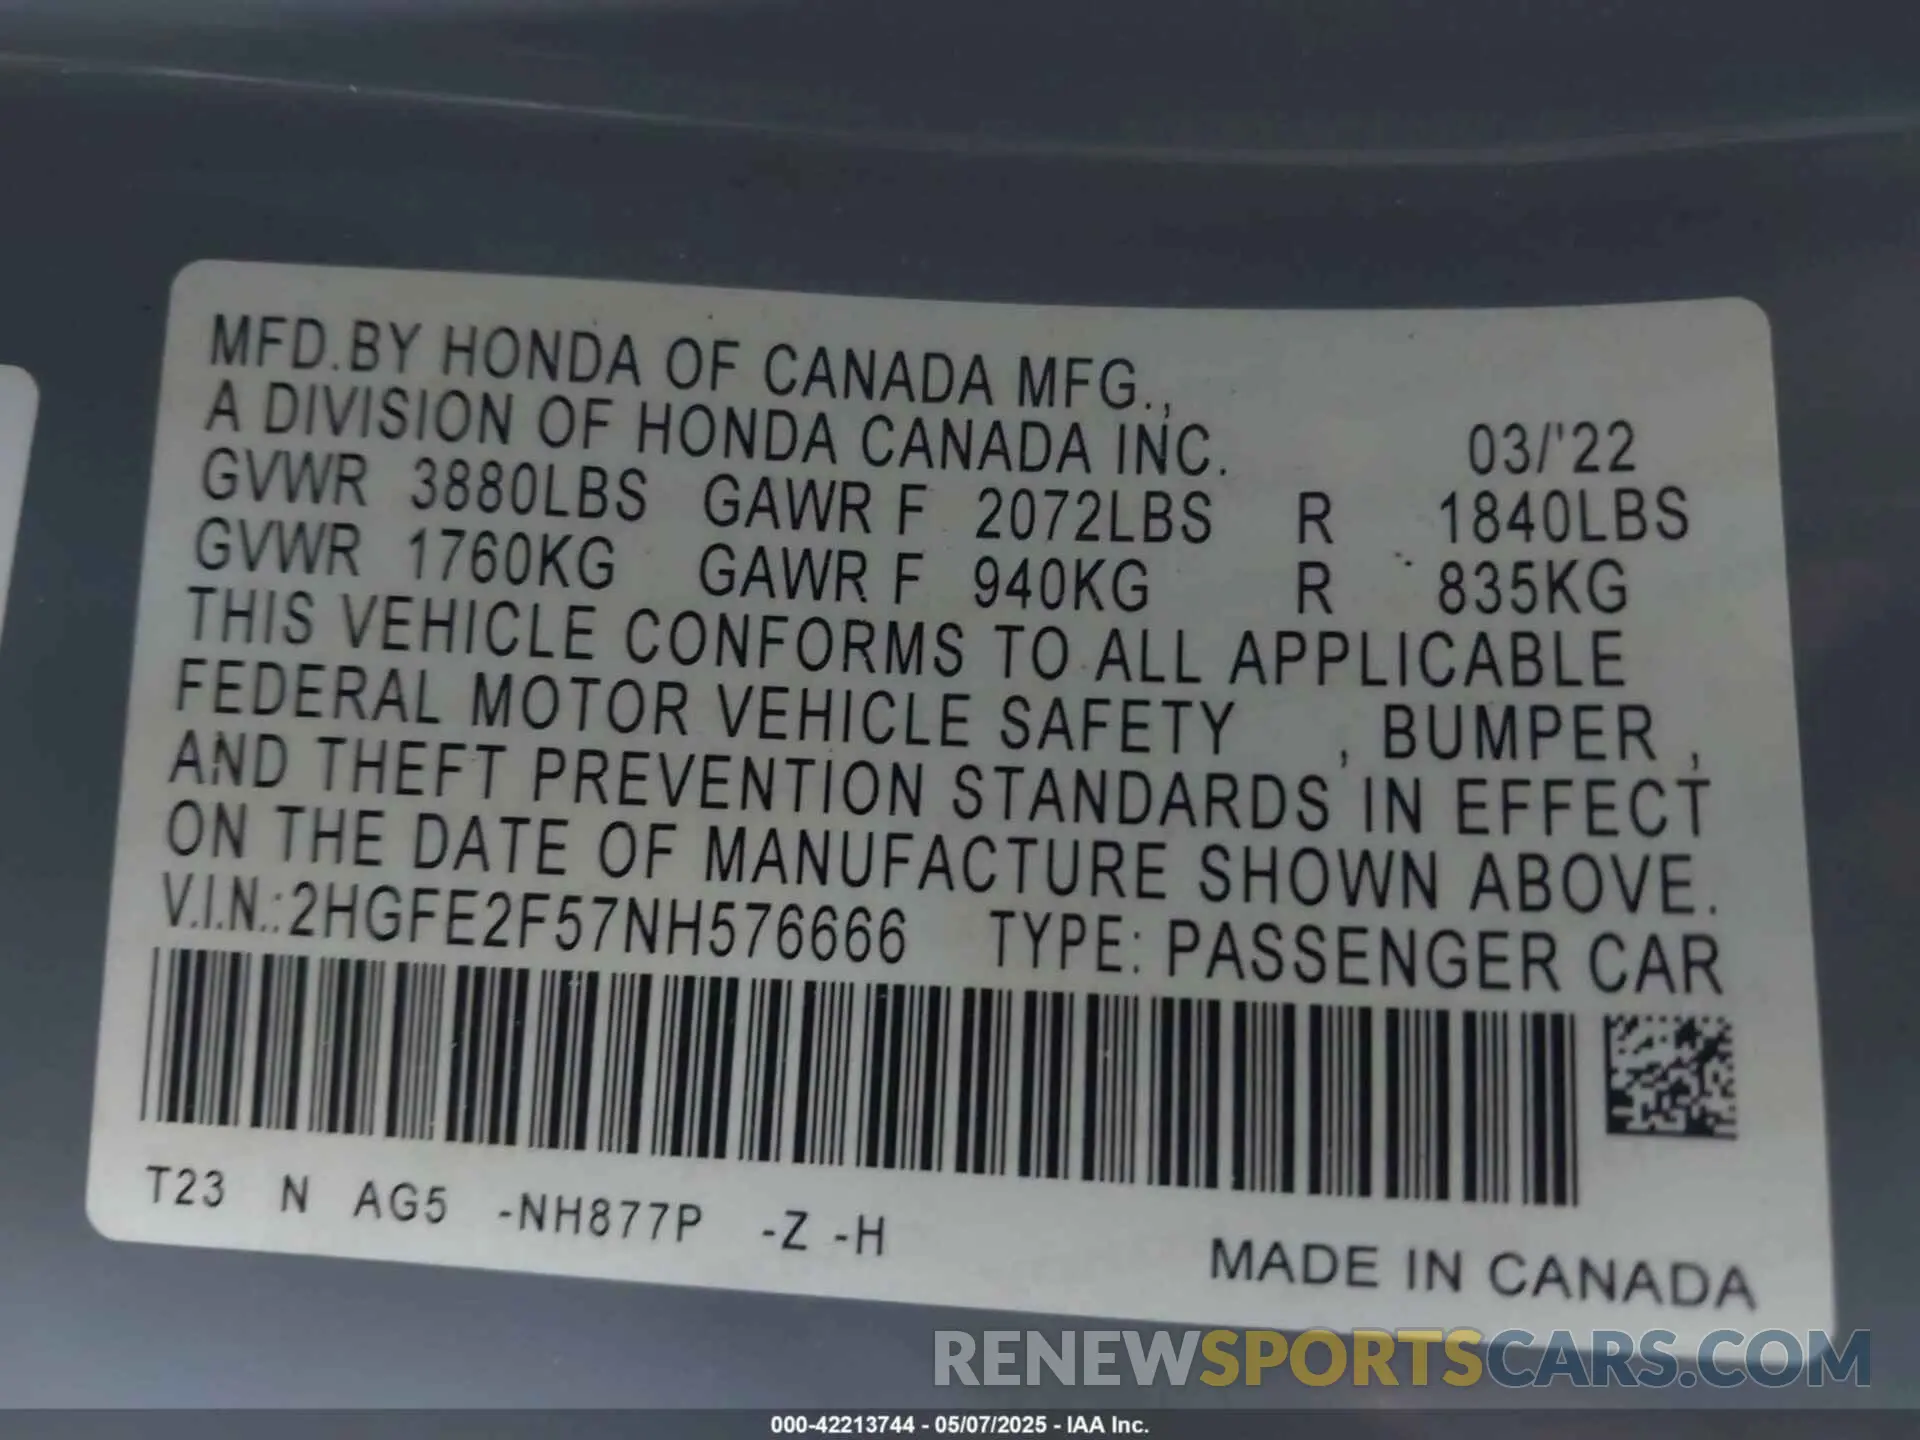 MFD.BY HONDA OF CANADA MFG.,
A DIVISION OF HONDA CANADA INC. 03/'22
GVWR 3880LBS GAWR F 2072LBS R 1840LBS
GVWR 1760KG GAWR F 940KG R 835KG
THIS VEHICLE CONFORMS TO ALL APPLICABLE
FEDERAL MOTOR VEHICLE SAFETY , BUMPER ,
AND THEFT PREVENTION STANDARDS IN EFFECT
ON THE DATE OF MANUFACTURE SHOWN ABOVE.
V.I.N.:2HGFE2F57NH576666 TYPE: PASSENGER CAR
T23 N AG5 -NH877P -Z -H
MADE IN CANADA
RENEWSPORTSCARS.COM
000-42213744 - 05/07/2025 - IAA Inc.